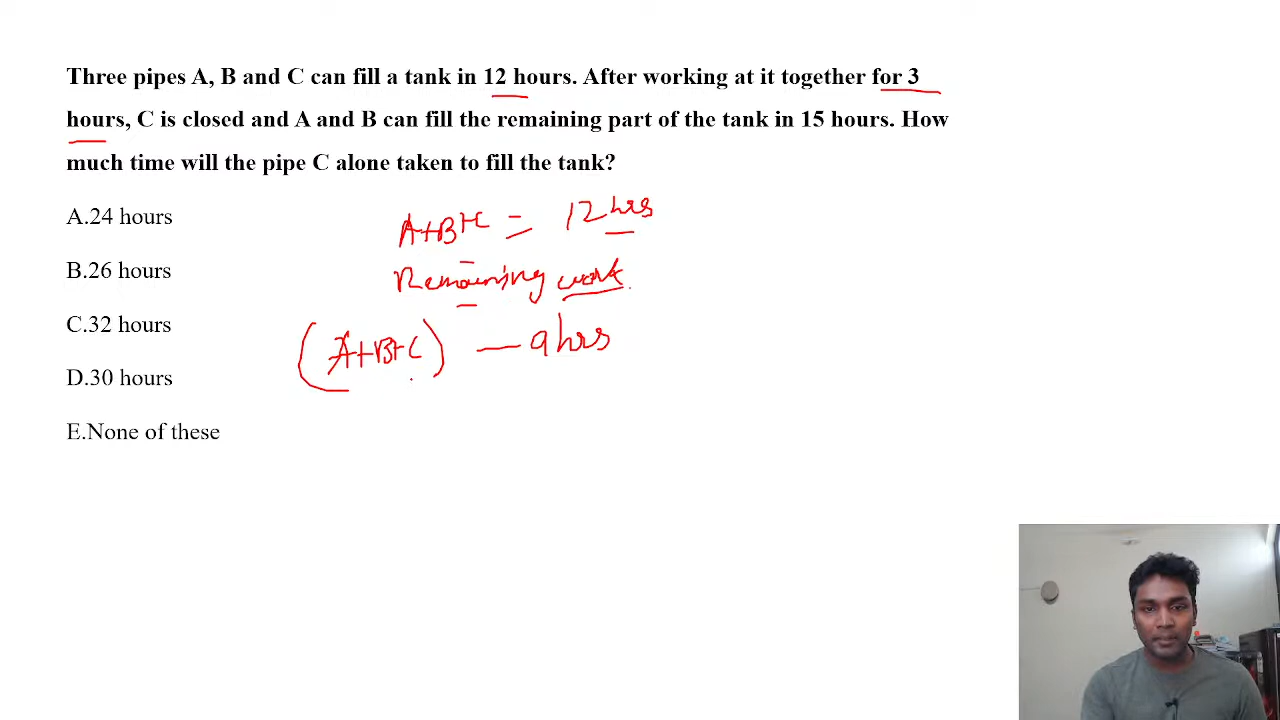 Three pipes A, B and C can fill a tank in 12 hours. After working at it together for 3
hours, C is closed and A and B can fill the remaining part of the tank in 15 hours. How
much time will the pipe C alone taken to fill the tank?
A.24 hours
B.26 hours
C.32 hours
D.30 hours
E.None of these
A+B+C = 12 hrs
Remaining work
(A+B+C) — 9 hrs